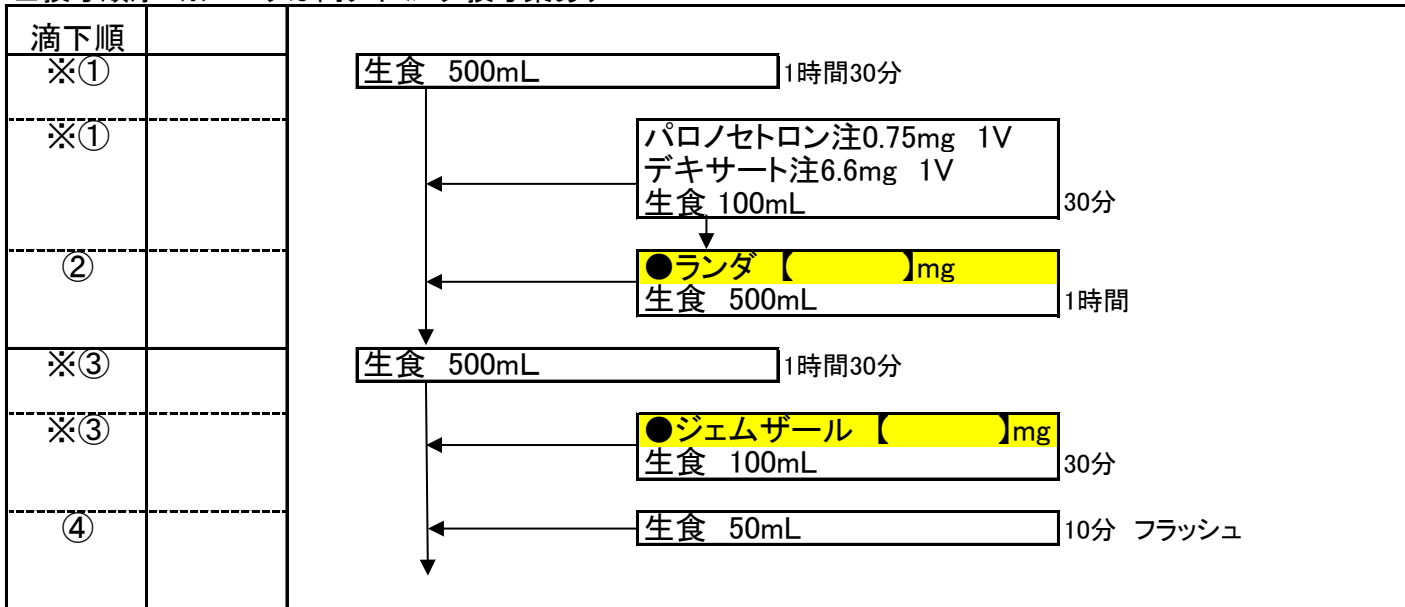 滴下順
※① 生食 500mL 1時間30分
※① パロノセトロン注0.75mg 1V
デキサート注6.6mg 1V
生食 100mL 30分
② ●ランダ 【 】mg
生食 500mL 1時間
※③ 生食 500mL 1時間30分
※③ ●ジェムザール 【 】mg
生食 100mL 30分
④ 生食 50mL 10分 フラッシュ